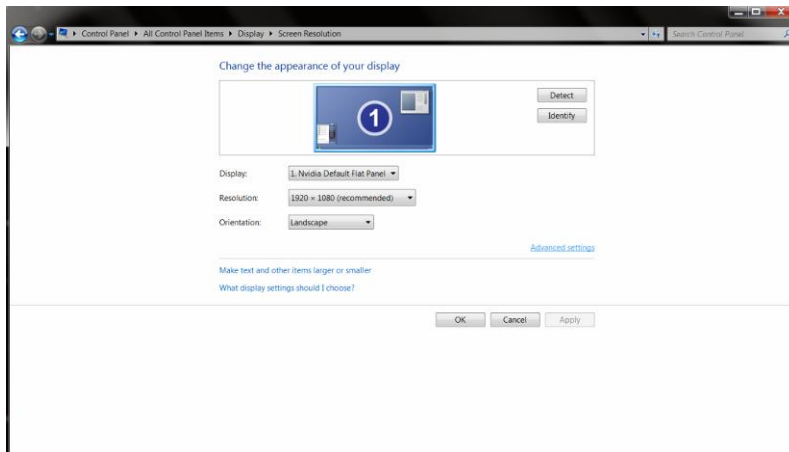 Control Panel ▸ All Control Panel Items ▸ Display ▸ Screen Resolution
Search Control Panel
Change the appearance of your display
1
Detect
Identify
Display: 1. Nvidia Default Flat Panel
Resolution: 1920 × 1080 (recommended)
Orientation: Landscape
Advanced settings
Make text and other items larger or smaller
What display settings should I choose?
OK Cancel Apply